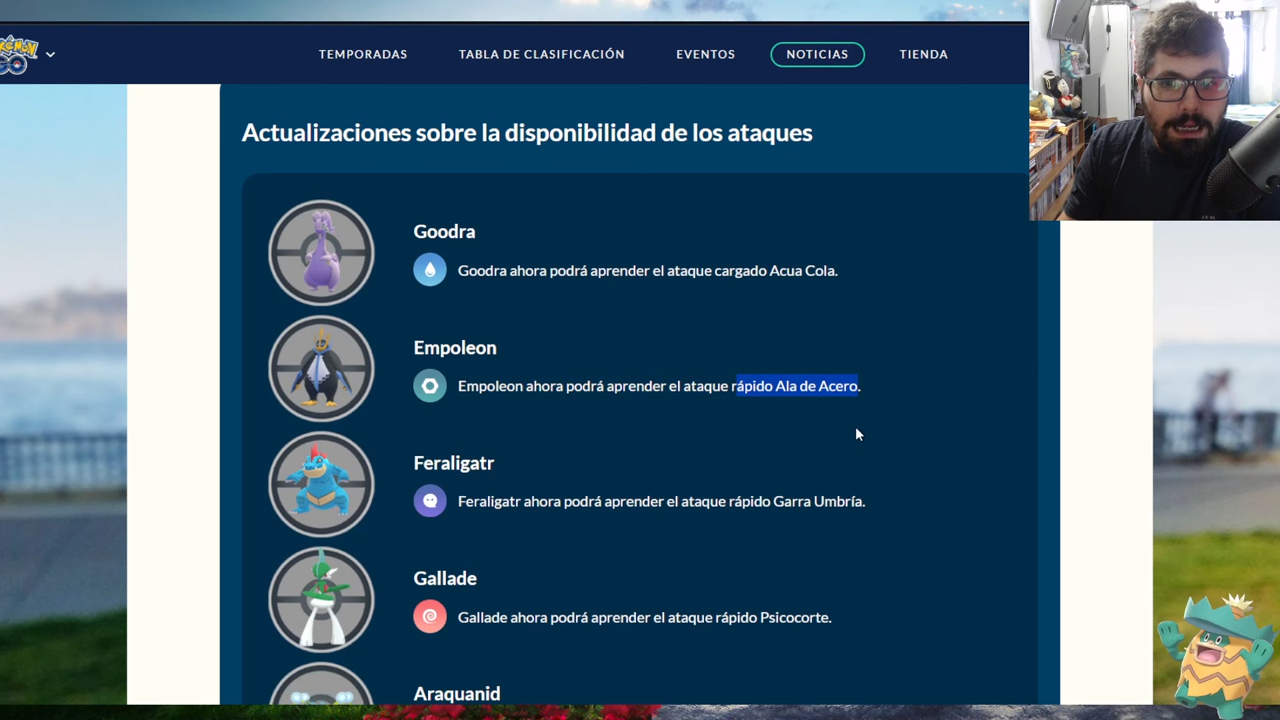 POKÉMON
GO
TEMPORADAS
TABLA DE CLASIFICACIÓN
EVENTOS
NOTICIAS
TIENDA
Actualizaciones sobre la disponibilidad de los ataques
Goodra
Goodra ahora podrá aprender el ataque cargado Acua Cola.
Empoleon
Empoleon ahora podrá aprender el ataque rápido Ala de Acero.
Feraligatr
Feraligatr ahora podrá aprender el ataque rápido Garra Umbría.
Gallade
Gallade ahora podrá aprender el ataque rápido Psicocorte.
Araquanid